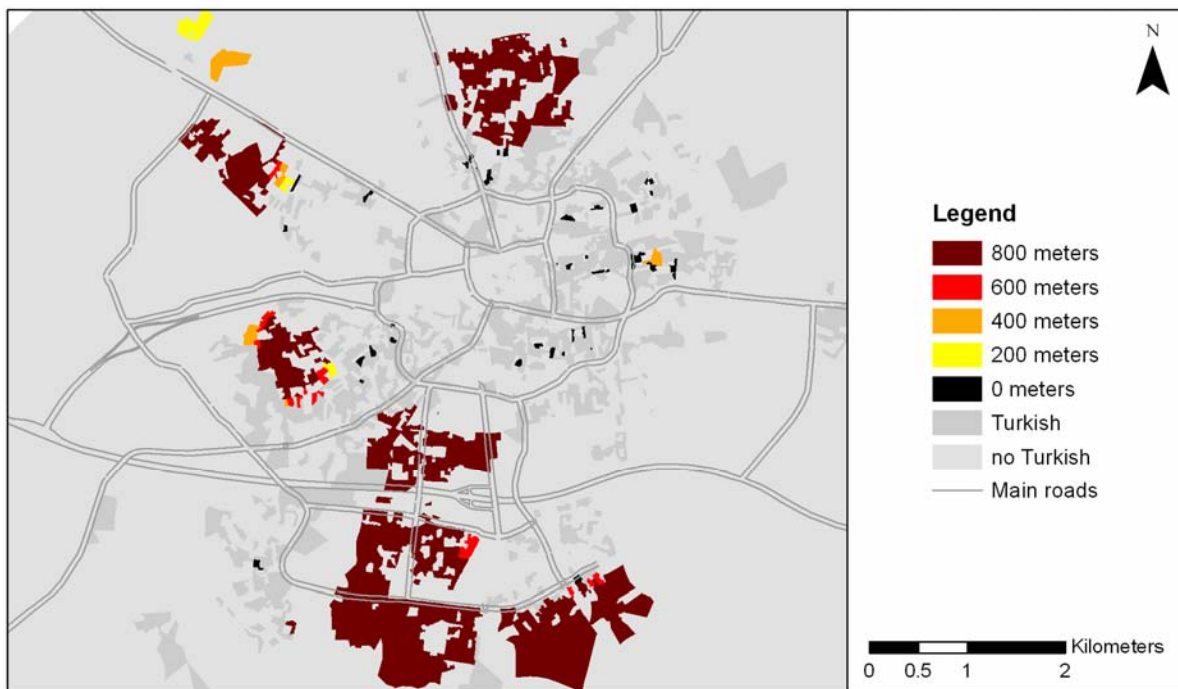 N
Legend
800 meters
600 meters
400 meters
200 meters
0 meters
Turkish
no Turkish
Main roads
Kilometers
0 0.5 1 2